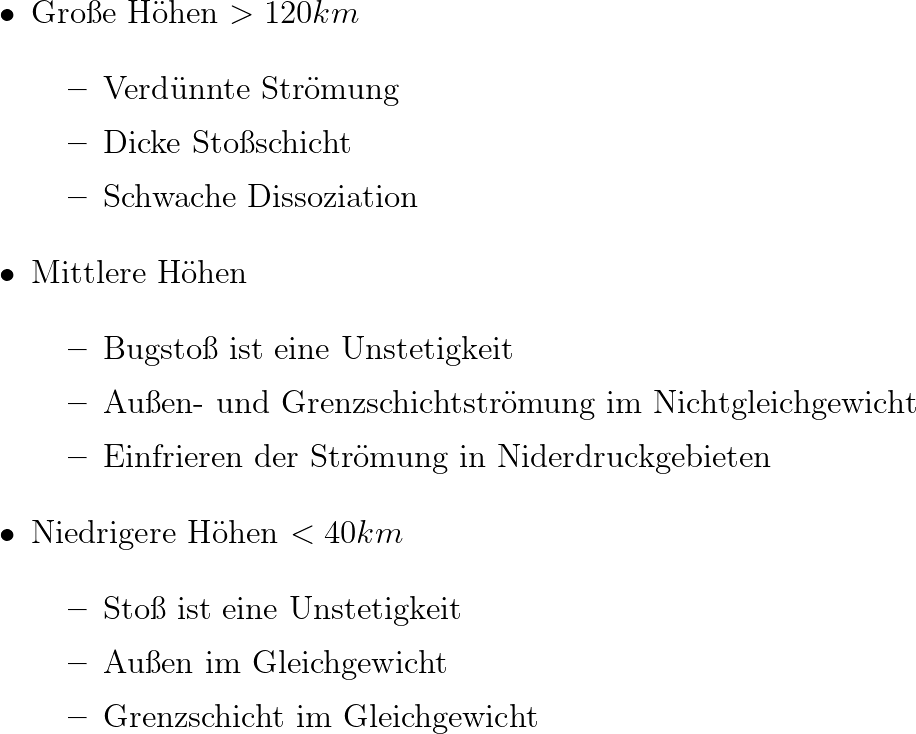 • Große Höhen > 120km
– Verdünnte Strömung
– Dicke Stoßschicht
– Schwache Dissoziation
• Mittlere Höhen
– Bugstoß ist eine Unstetigkeit
– Außen- und Grenzschichtströmung im Nichtgleichgewicht
– Einfrieren der Strömung in Niderdruckgebieten
• Niedrigere Höhen < 40km
– Stoß ist eine Unstetigkeit
– Außen im Gleichgewicht
– Grenzschicht im Gleichgewicht